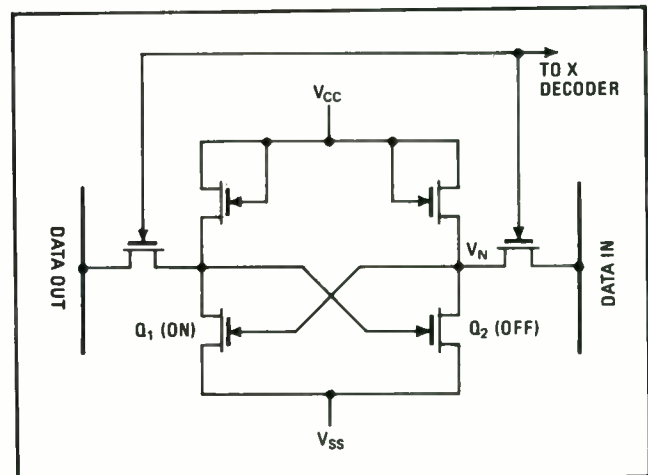 TO X
DECODER
VCC
DATA OUT
VN
DATA IN
Q1 (ON)
Q2 (OFF)
VSS